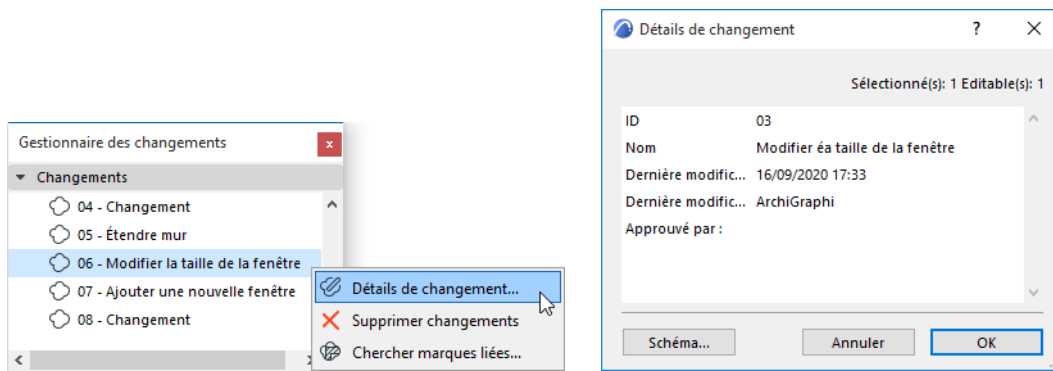 Gestionnaire des changements
Changements
04 - Changement
05 - Étendre mur
06 - Modifier la taille de la fenêtre
07 - Ajouter une nouvelle fenêtre
08 - Changement
Détails de changement...
Supprimer changements
Chercher marques liées...
Détails de changement
Sélectionné(s): 1 Editable(s): 1
ID 03
Nom Modifier éa taille de la fenêtre
Dernière modific... 16/09/2020 17:33
Dernière modific... ArchiGraphi
Approuvé par :
Schéma... Annuler OK